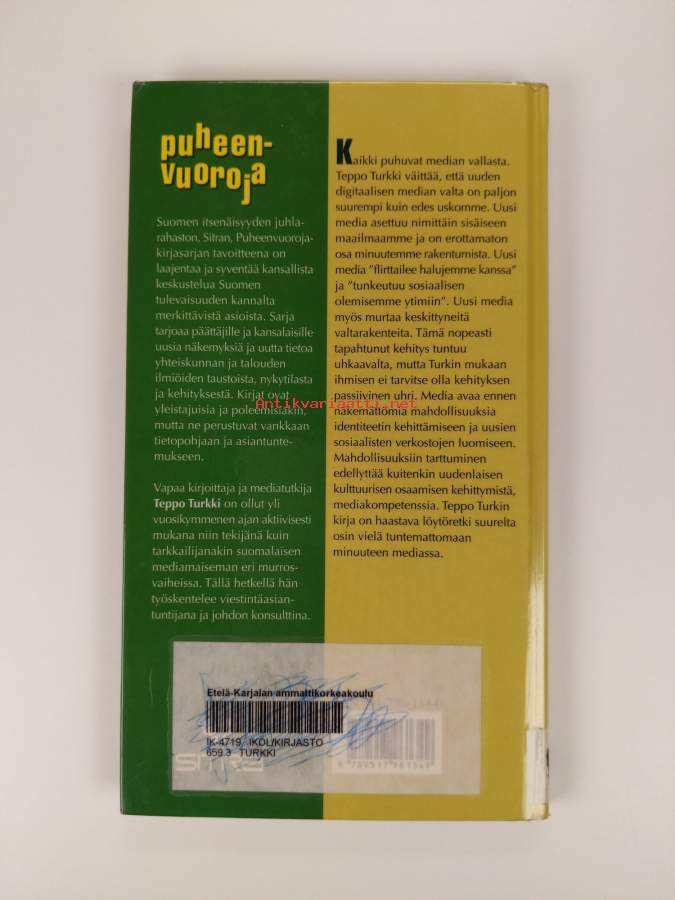 puheen-
vuoroja
Suomen itsenäisyyden juhla-
rahaston, Sitran, Puheenvuoroja-
kirjasarjan tavoitteena on
laajentaa ja syventää kansallista
keskustelua Suomen
tulevaisuuden kannalta
merkittävistä asioista. Sarja
tarjoaa päättäjille ja kansalaisille
uusia näkemyksiä ja uutta tietoa
yhteiskunnan ja talouden
ilmiöiden taustoista, nykytilasta
ja kehityksestä. Kirjat ovat
yleistajuisia ja poleemisiakin,
mutta ne perustuvat vankkaan
tietopohjaan ja asiantunte-
mukseen.
Vapaa kirjoittaja ja mediatutkija
Teppo Turkki on ollut yli
vuosikymmenen ajan aktiivisesti
mukana niin tekijänä kuin
tarkkailijanakin suomalaisen
mediamaiseman eri murros-
vaiheissa. Tällä hetkellä hän
työskentelee viestintäasian-
tuntijana ja johdon konsulttina.
Kaikki puhuvat median vallasta.
Teppo Turkki väittää, että uuden
digitaalisen median valta on paljon
suurempi kuin edes uskomme. Uusi
media asettuu nimittäin sisäiseen
maailmaamme ja on erottamaton
osa minuutemme rakentumista. Uusi
media "flirttailee halujemme kanssa"
ja "tunkeutuu sosiaalisen
olemisemme ytimiin". Uusi media
myös murtaa keskittyneitä
valtarakenteita. Tämä nopeasti
tapahtunut kehitys tuntuu
uhkaavalta, mutta Turkin mukaan
ihmisen ei tarvitse olla kehityksen
passiivinen uhri. Media avaa ennen
näkemättömiä mahdollisuuksia
identiteetin kehittämiseen ja uusien
sosiaalisten verkostojen luomiseen.
Mahdollisuuksiin tarttuminen
edellyttää kuitenkin uudenlaisen
kulttuurisen osaamisen kehittymistä,
mediakompetenssia. Teppo Turkin
kirja on haastava löytöretki suurelta
osin vielä tuntemattomaan
minuuteen mediassa.
Antikvariaatti.net
Etelä-Karjalan ammattikorkeakoulu
IK-4719 IKOL/KIRJASTO
659.3 TURKKI